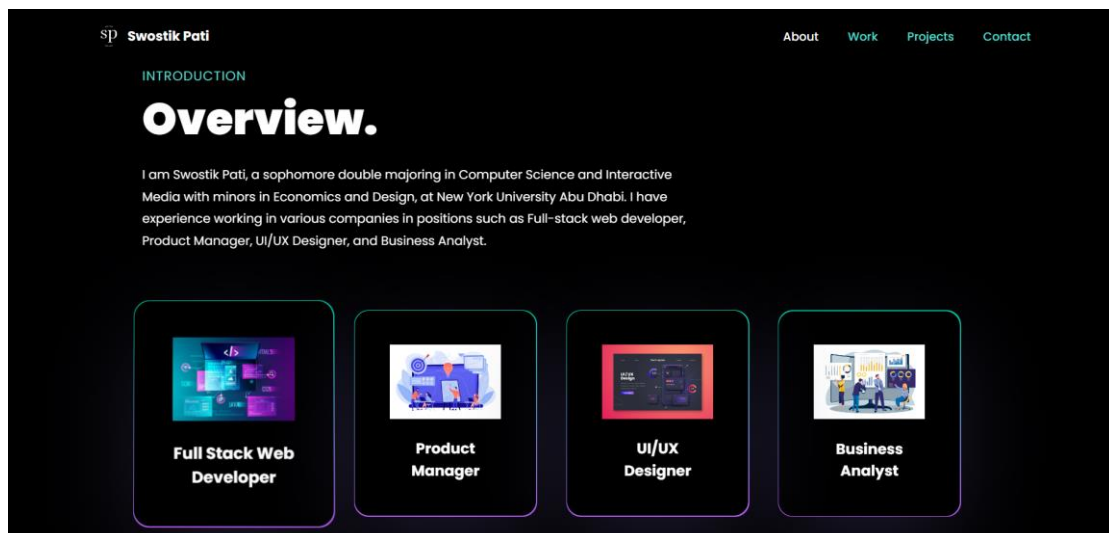 sp Swostik Pati
About Work Projects Contact
INTRODUCTION
Overview.
I am Swostik Pati, a sophomore double majoring in Computer Science and Interactive
Media with minors in Economics and Design, at New York University Abu Dhabi. I have
experience working in various companies in positions such as Full-stack web developer,
Product Manager, UI/UX Designer, and Business Analyst.
</>
Full Stack Web
Developer
Product
Manager
UI/UX
Design
UI/UX
Designer
Business
Analyst